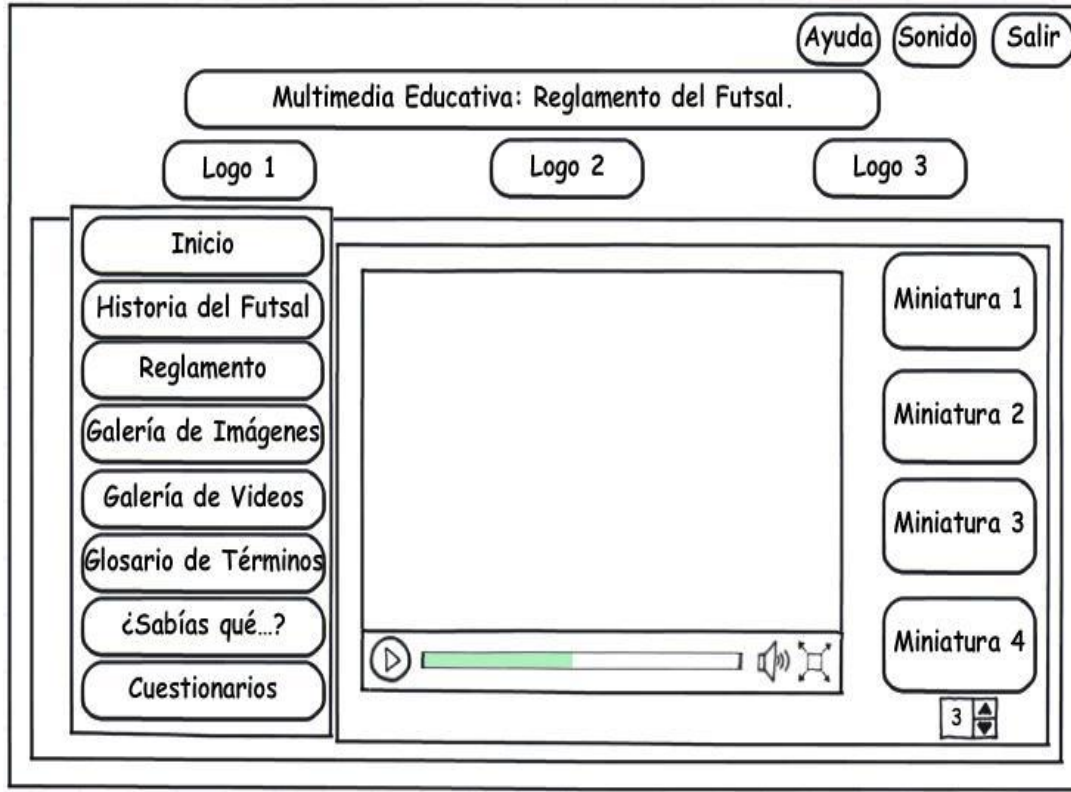 Ayuda
Sonido
Salir
Multimedia Educativa: Reglamento del Futsal.
Logo 1
Logo 2
Logo 3
Inicio
Historia del Futsal
Reglamento
Galería de Imágenes
Galería de Videos
Glosario de Términos
¿Sabías qué...?
Cuestionarios
Miniatura 1
Miniatura 2
Miniatura 3
Miniatura 4
3